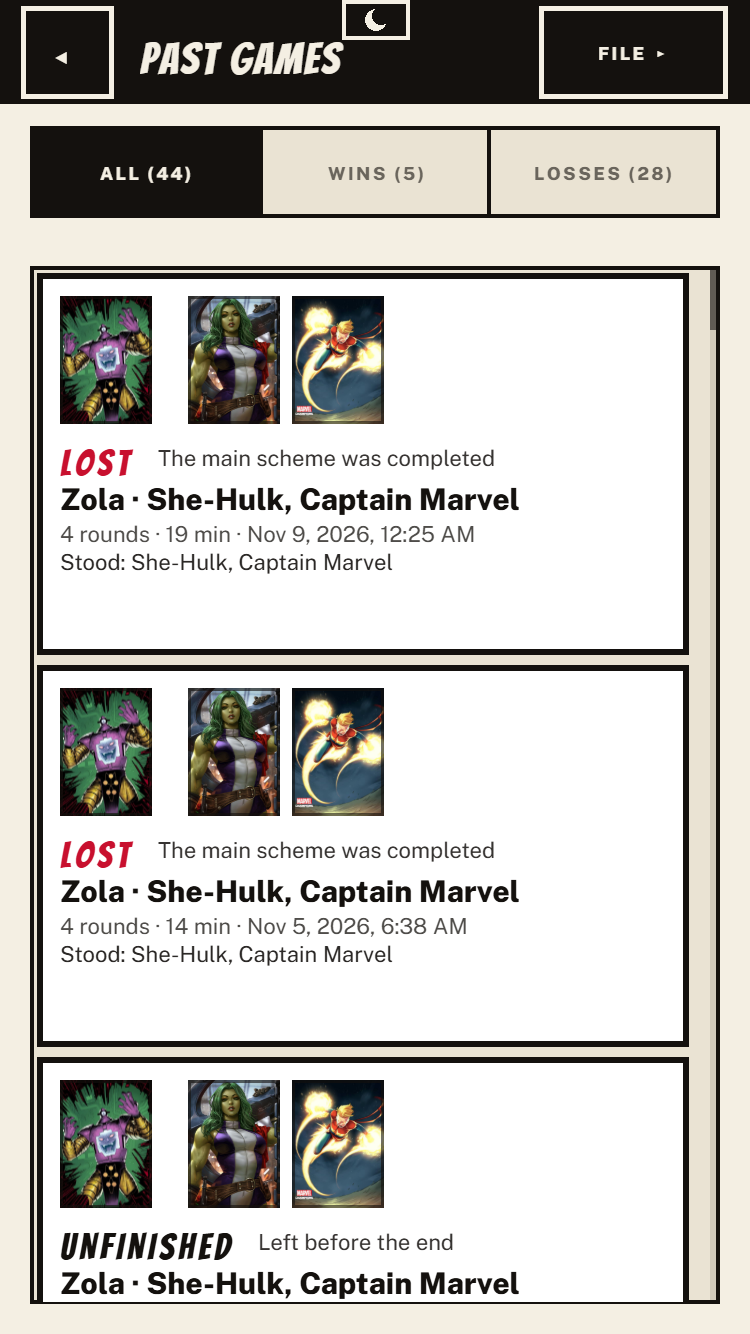 PAST GAMES
FILE ▸
ALL (44)
WINS (5)
LOSSES (28)
LOST The main scheme was completed
Zola · She-Hulk, Captain Marvel
4 rounds · 19 min · Nov 9, 2026, 12:25 AM
Stood: She-Hulk, Captain Marvel
LOST The main scheme was completed
Zola · She-Hulk, Captain Marvel
4 rounds · 14 min · Nov 5, 2026, 6:38 AM
Stood: She-Hulk, Captain Marvel
UNFINISHED Left before the end
Zola · She-Hulk, Captain Marvel